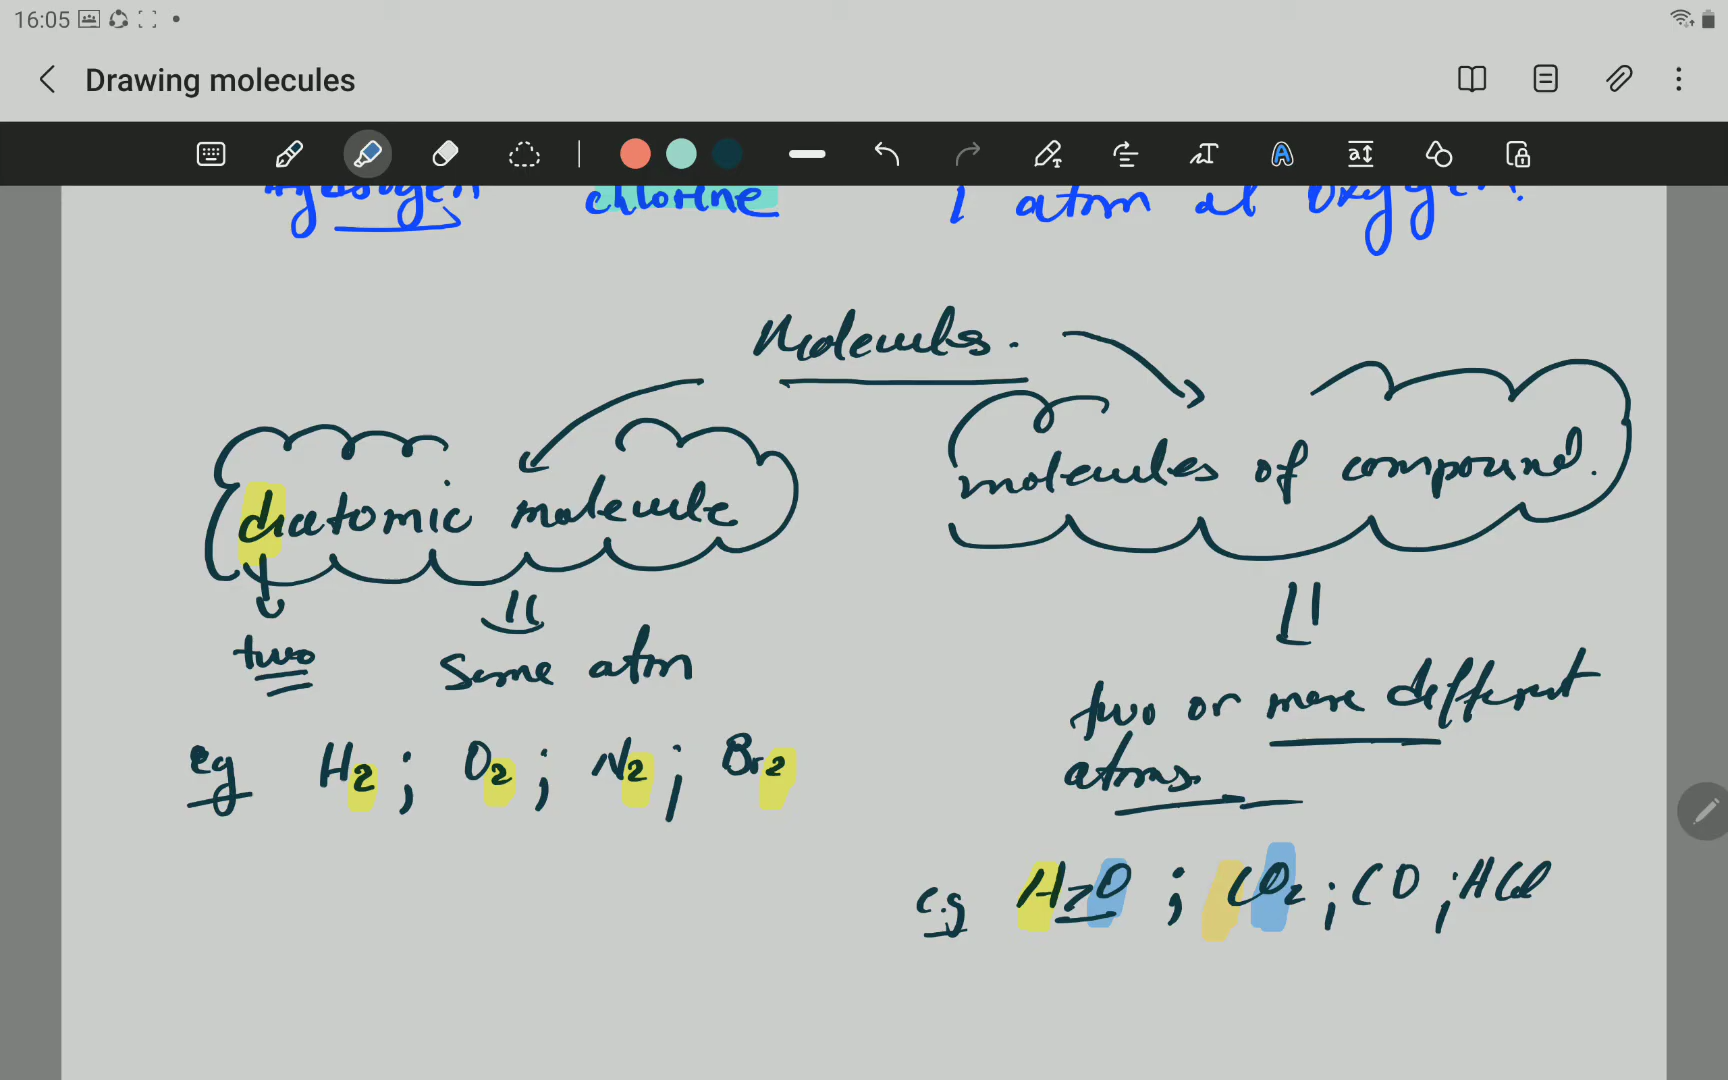 16:05
Drawing molecules
chlorine 1 atom of oxygen.
Molecules.
diatomic molecule
molecules of compound.
two
Same atom
two or more different
atoms.
eg H2; O2; N2; Br2
e.g H2O; CO2; CO; HCl